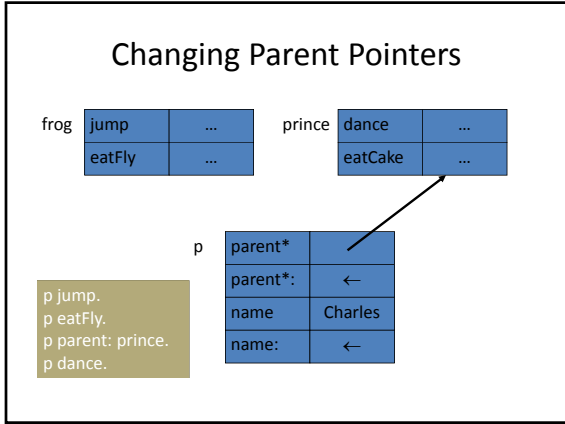 Changing Parent Pointers
frog jump ... prince dance ...
eatFly ... eatCake ...
p parent*
parent*: ←
name Charles
name: ←
p jump.
p eatFly.
p parent: prince.
p dance.